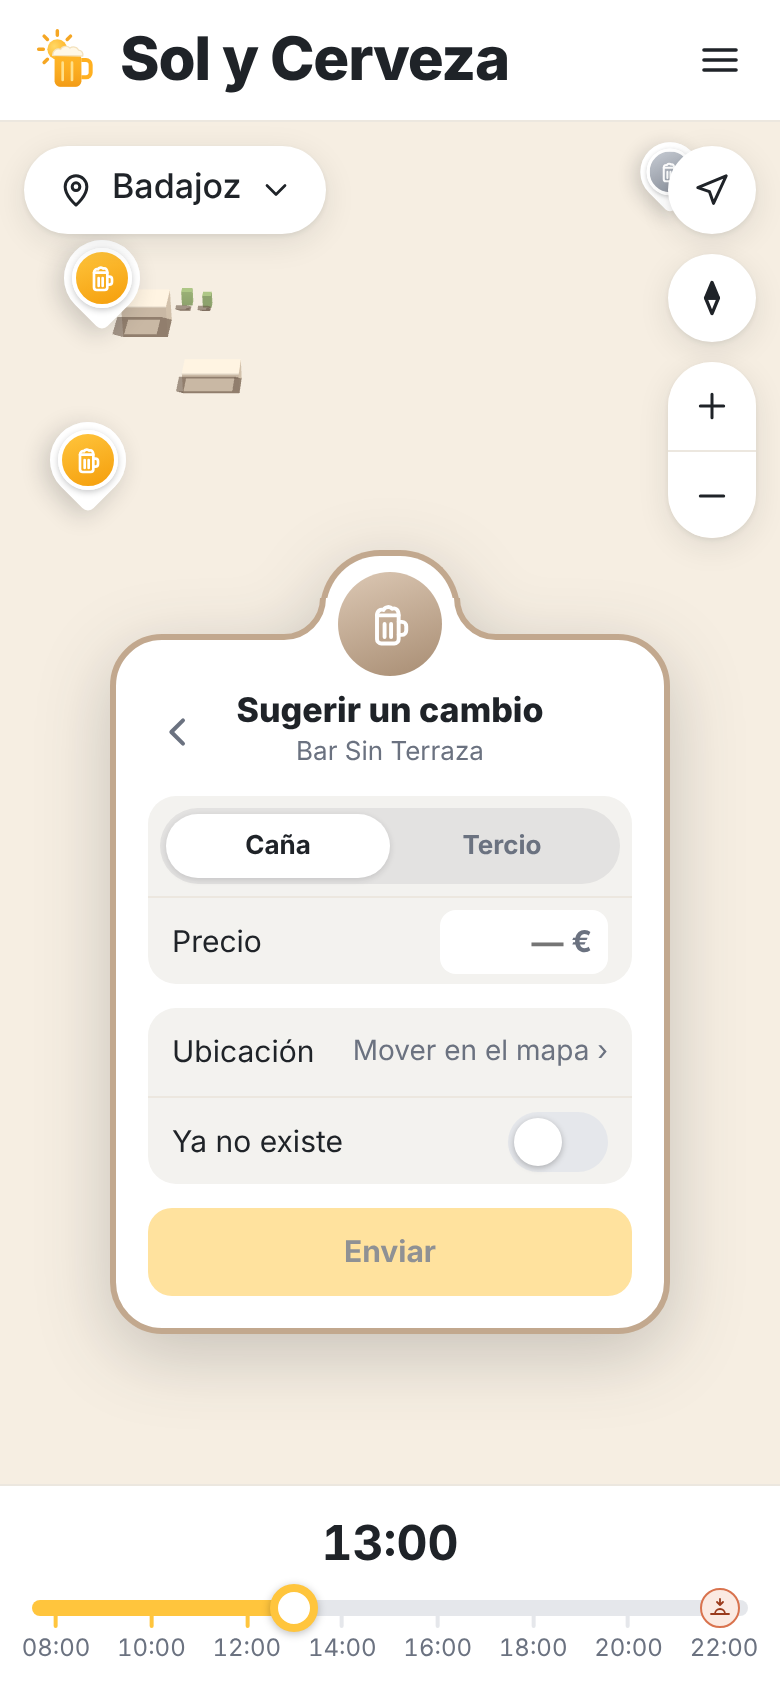 Sol y Cerveza
Badajoz
Sugerir un cambio
Bar Sin Terraza
Caña Tercio
Precio — €
Ubicación Mover en el mapa ›
Ya no existe
Enviar
13:00
08:00 10:00 12:00 14:00 16:00 18:00 20:00 22:00